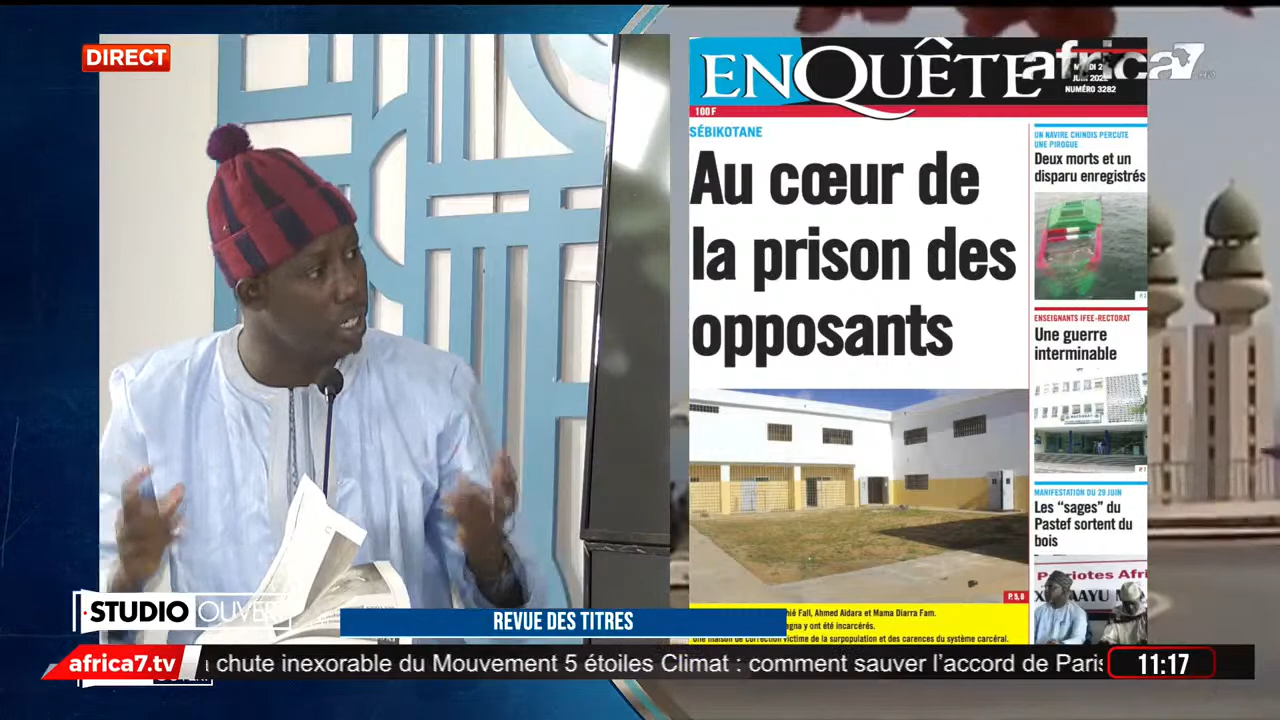 DIRECT
ENQUÊTE
africa7
NUMÉRO 3282
100 F
SÉBIKOTANE
Au cœur de
la prison des
opposants
UN NAVIRE CHINOIS PERCUTE
UNE PIROGUE
Deux morts et un
disparu enregistrés
ENSEIGNANTS IFEE-RECTORAT
Une guerre
interminable
MANIFESTATION DU 29 JUIN
Les “sages” du
Pastef sortent du
bois
P. 5, 8
Fall, Ahmed Aidara et Mama Diarra Fam.
y ont été incarcérés.
maison de correction victime de la surpopulation et des carences du système carcéral.
STUDIO OUVERT
REVUE DES TITRES
africa7.tv
chute inexorable du Mouvement 5 étoiles Climat : comment sauver l’accord de Paris
11:17